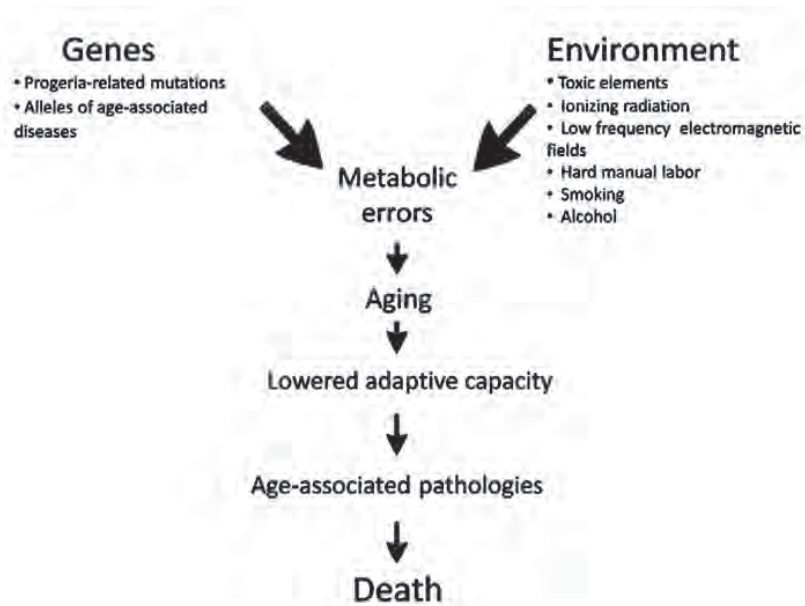 Genes
• Progeria-related mutations
• Alleles of age-associated
diseases
Environment
• Toxic elements
• Ionizing radiation
• Low frequency electromagnetic
fields
• Hard manual labor
• Smoking
• Alcohol
Metabolic
errors
Aging
Lowered adaptive capacity
Age-associated pathologies
Death